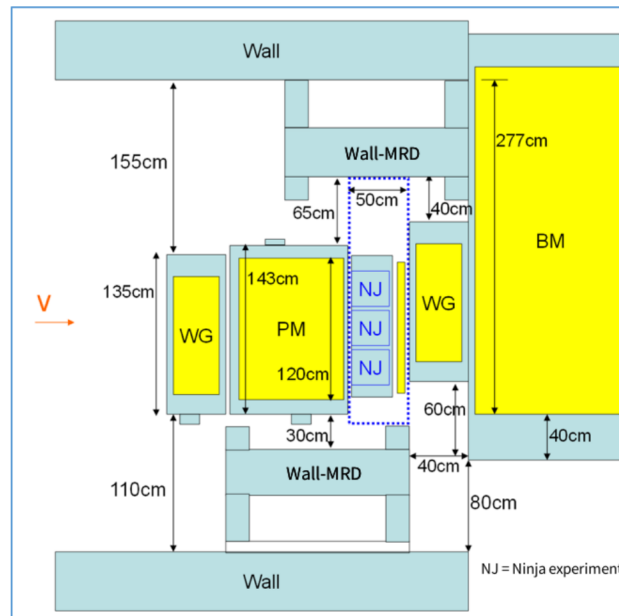 Wall
Wall-MRD
277cm
155cm
50cm
65cm
40cm
BM
135cm
143cm
NJ
WG
V
WG
PM
NJ
NJ
120cm
60cm
30cm
40cm
40cm
Wall-MRD
110cm
80cm
NJ = Ninja experiment
Wall